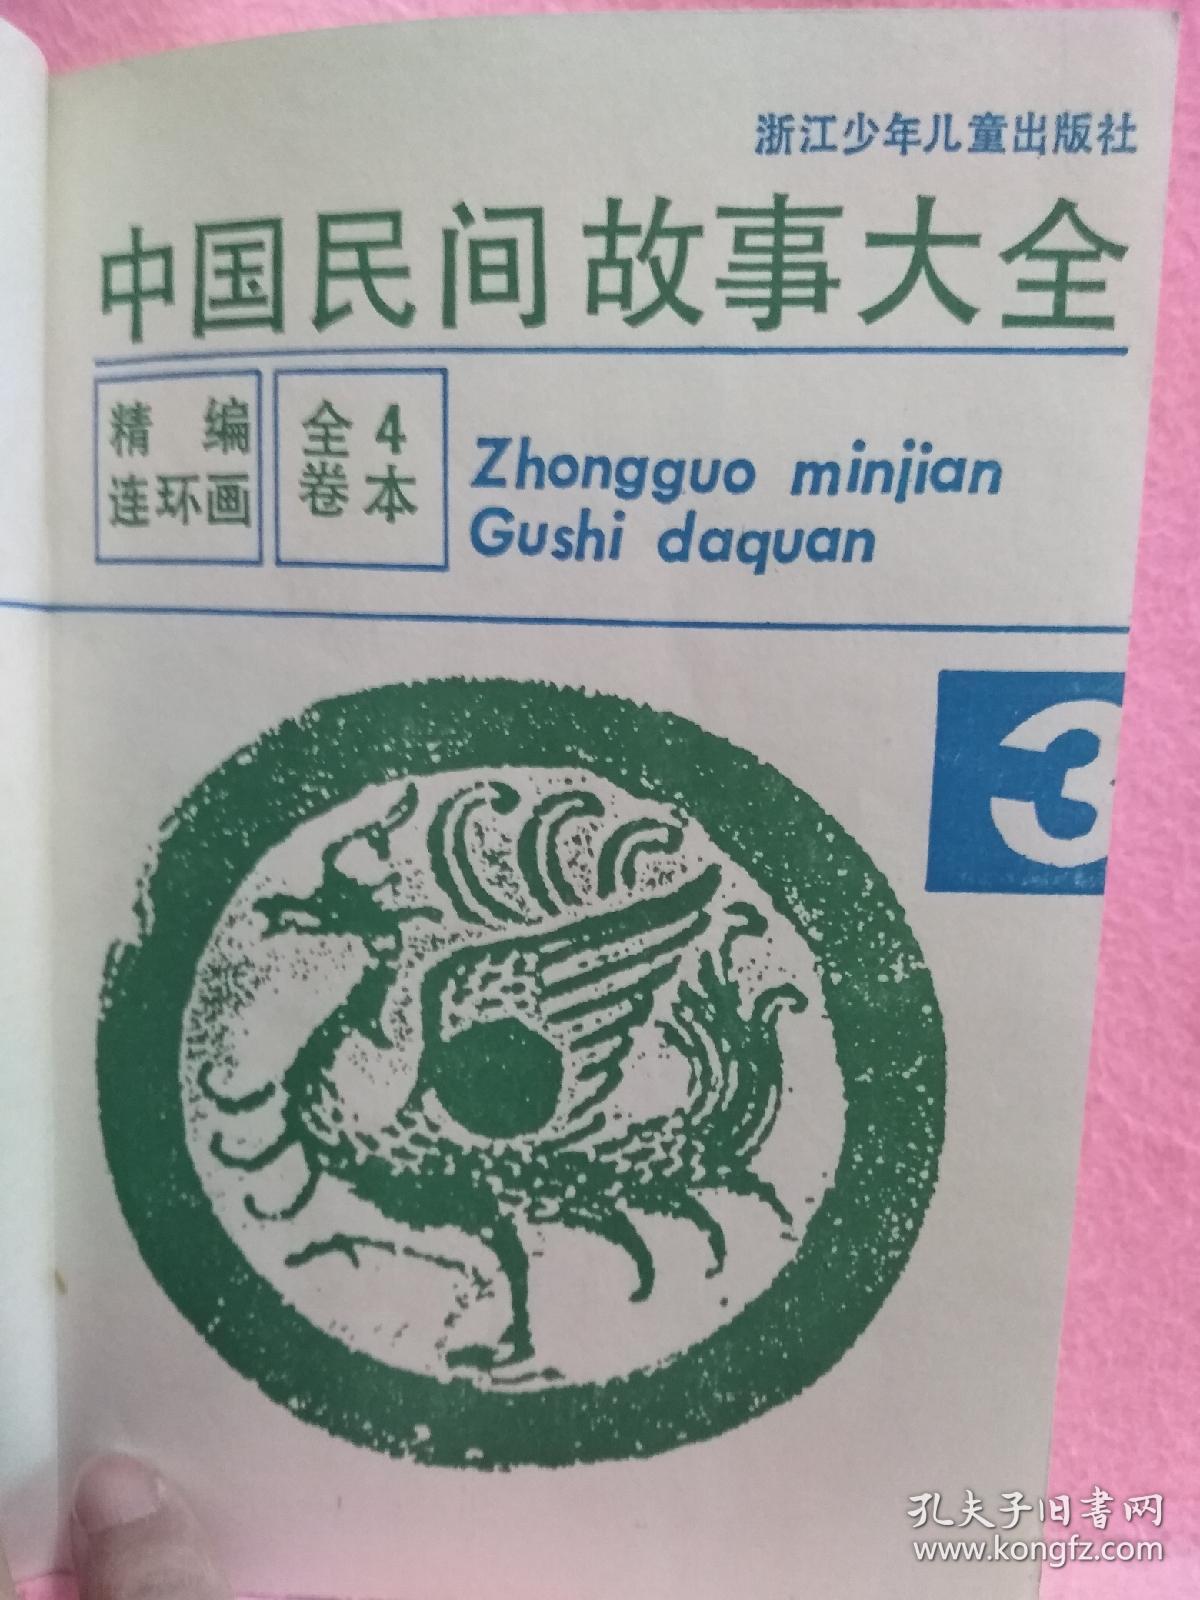 浙江少年儿童出版社
中国民间故事大全
精 编
连环画
全4
卷本
Zhongguo minjian
Gushi daquan
3
孔夫子旧书网
www.kongfz.com